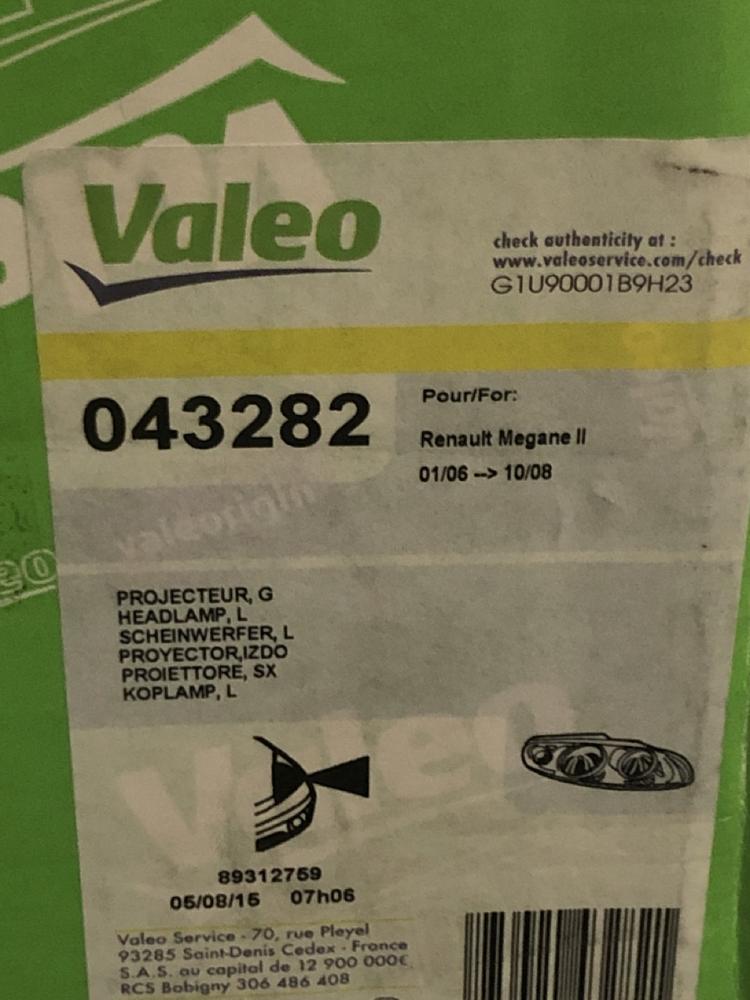 Valeo
check authenticity at :
www.valeoservice.com/check
G1U90001B9H23
043282
Pour/For:
Renault Megane II
01/06 --> 10/08
valeorigin
PROJECTEUR, G
HEADLAMP, L
SCHEINWERFER, L
PROYECTOR,IZDO
PROIETTORE, SX
KOPLAMP, L
Valeo
89312759
05/08/15 07h06
Valeo Service - 70, rue Pleyel
93285 Saint-Denis Cedex - France
S.A.S. au capital de 12 900 000€
RCS Bobigny 306 486 408